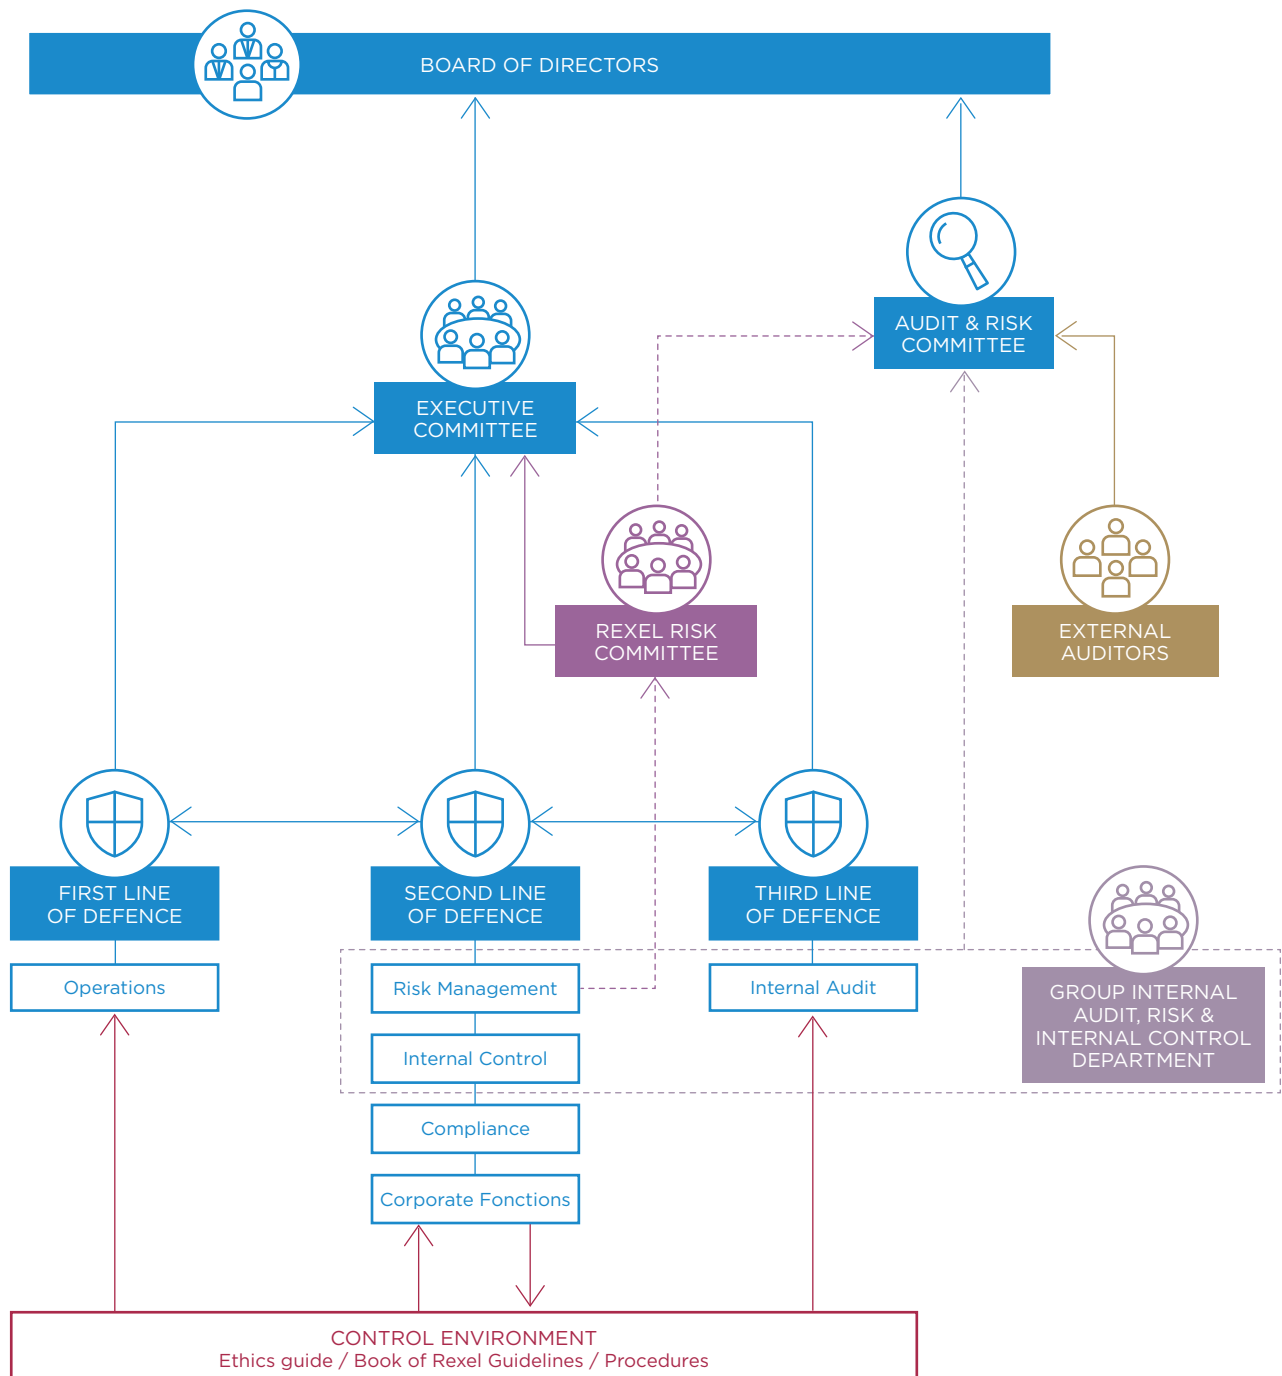 BOARD OF DIRECTORS
AUDIT & RISK
COMMITTEE
EXECUTIVE
COMMITTEE
REXEL RISK
COMMITTEE
EXTERNAL
AUDITORS
FIRST LINE
OF DEFENCE
SECOND LINE
OF DEFENCE
THIRD LINE
OF DEFENCE
Operations
Risk Management
Internal Audit
GROUP INTERNAL
AUDIT, RISK &
INTERNAL CONTROL
DEPARTMENT
Internal Control
Compliance
Corporate Fonctions
CONTROL ENVIRONMENT
Ethics guide / Book of Rexel Guidelines / Procedures